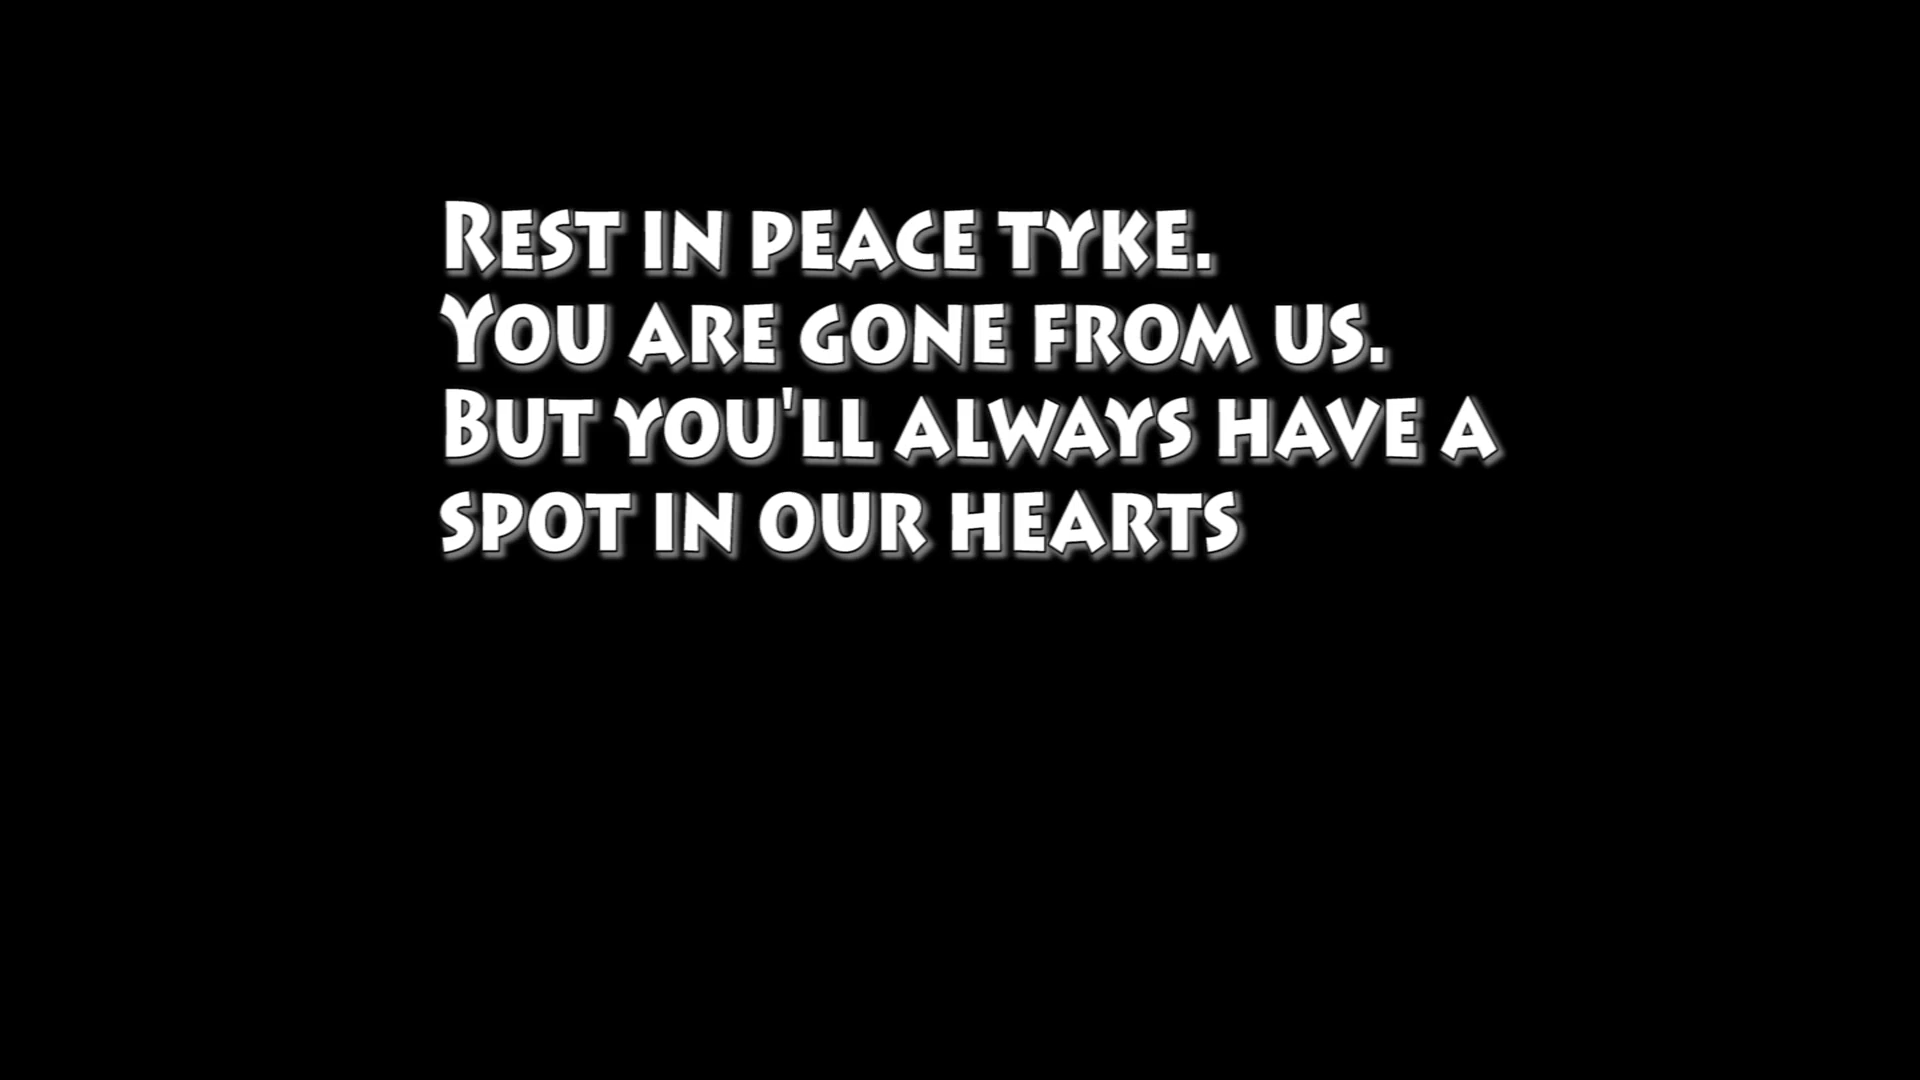 Rest in peace tyke.
You are gone from us.
But you'll always have a
spot in our hearts